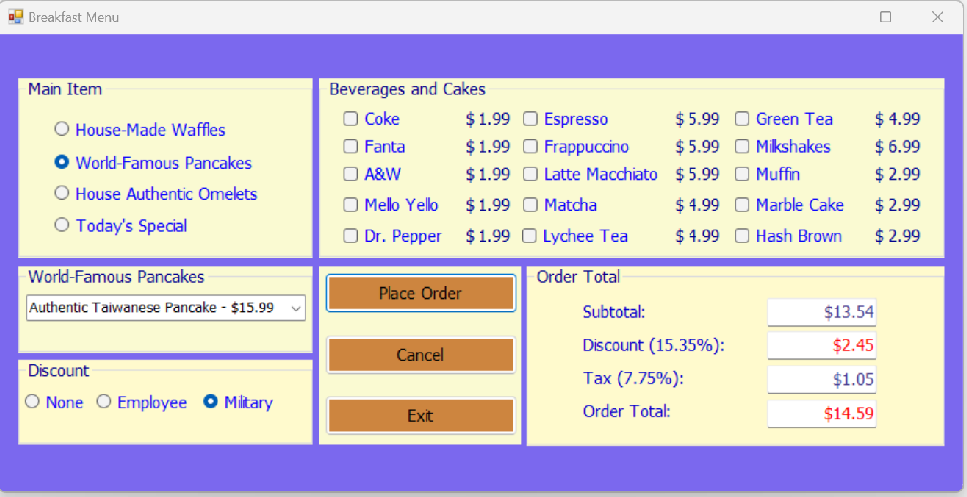 Breakfast Menu
Main Item
House-Made Waffles
World-Famous Pancakes
House Authentic Omelets
Today's Special
Beverages and Cakes
Coke $ 1.99 Espresso $ 5.99 Green Tea $ 4.99
Fanta $ 1.99 Frappuccino $ 5.99 Milkshakes $ 6.99
A&W $ 1.99 Latte Macchiato $ 5.99 Muffin $ 2.99
Mello Yello $ 1.99 Matcha $ 4.99 Marble Cake $ 2.99
Dr. Pepper $ 1.99 Lychee Tea $ 4.99 Hash Brown $ 2.99
World-Famous Pancakes
Authentic Taiwanese Pancake - $15.99
Discount
None Employee Military
Place Order
Cancel
Exit
Order Total
Subtotal: $13.54
Discount (15.35%): $2.45
Tax (7.75%): $1.05
Order Total: $14.59